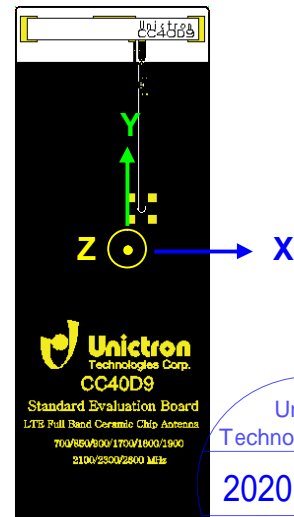 Unictron
CC40D9
Y
Z
X
Unictron
Technologies Corp.
CC40D9
Standard Evaluation Board
LTE Full Band Ceramic Chip Antenna
700/850/900/1700/1800/1900
2100/2300/2600 MHz
Un
Techno
2020